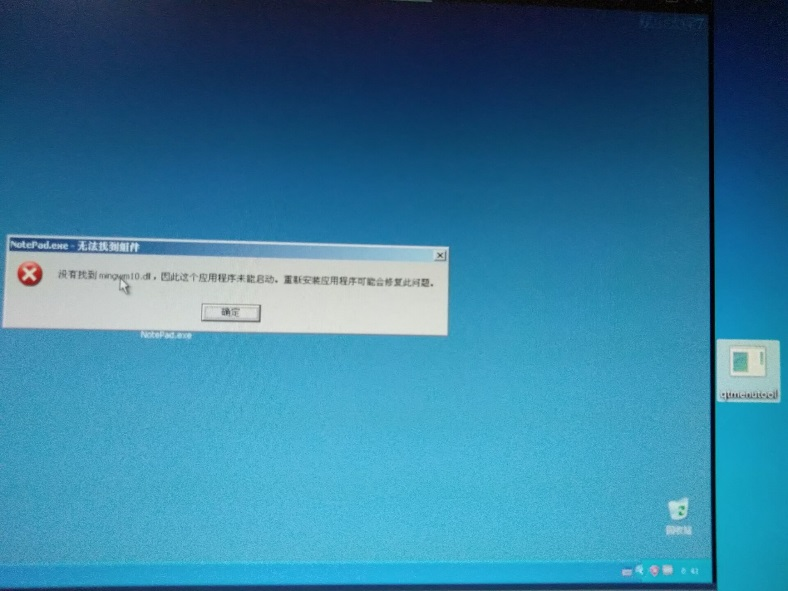 NotePad.exe - 无法找到组件
没有找到 mingwm10.dll，因此这个应用程序未能启动。重新安装应用程序可能会修复此问题。
确定
NotePad.exe
qtmenutool
回收站